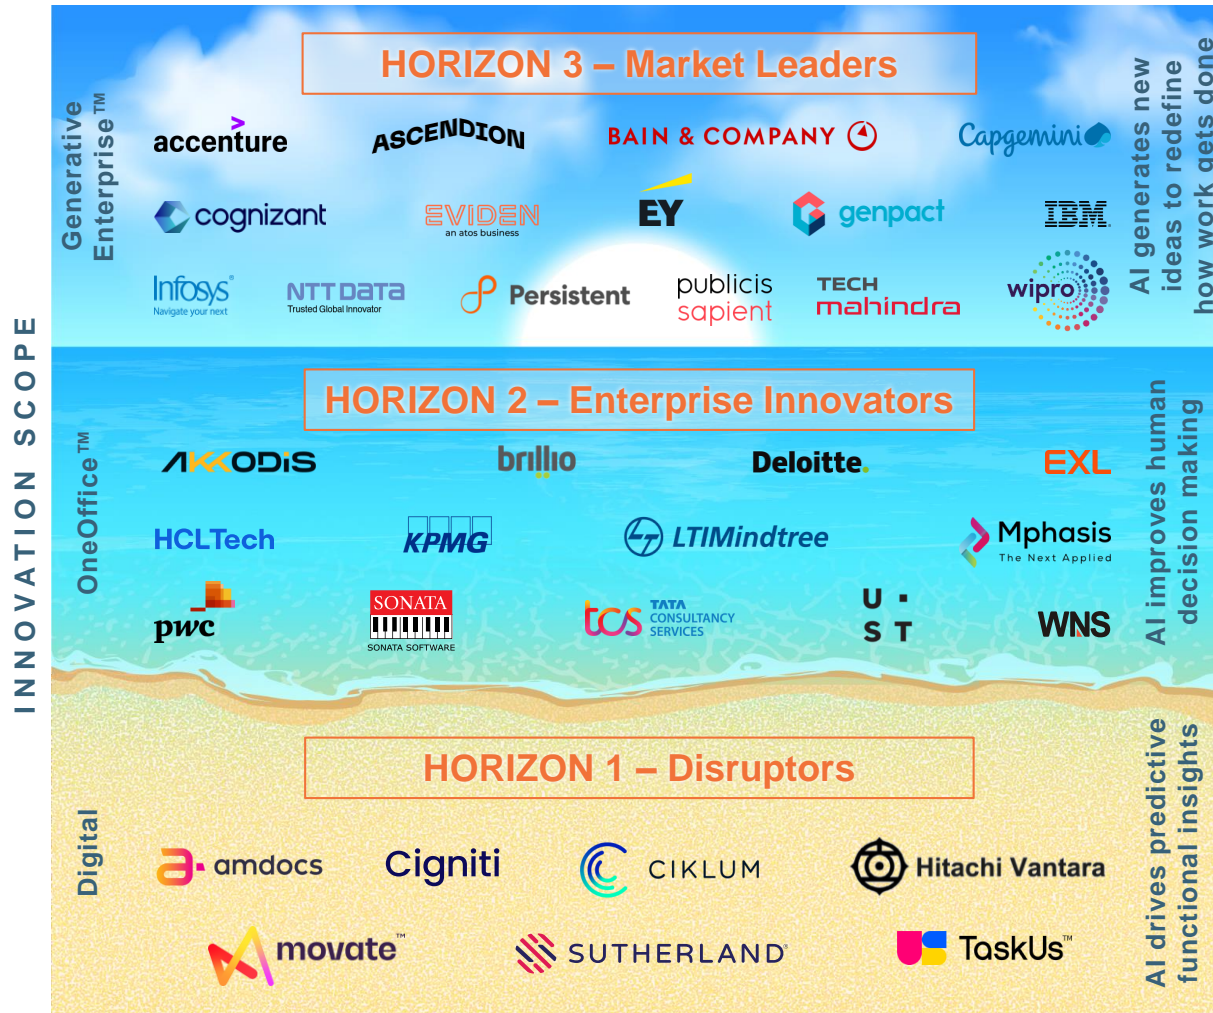 INNOVATION SCOPE
HORIZON 3 – Market Leaders
Generative
Enterprise™
accenture
ASCENDION
BAIN & COMPANY
Capgemini
cognizant
EVIDEN
an atos business
EY
genpact
IBM®
Infosys®
Navigate your next
NTT DATA
Trusted Global Innovator
Persistent
publicis
sapient
TECH
mahindra
wipro
AI generates new
ideas to redefine
how work gets done
HORIZON 2 – Enterprise Innovators
OneOffice™
AKKODIS
brillio
Deloitte.
EXL
HCLTech
KPMG
LTIMindtree
Mphasis
The Next Applied
pwc
SONATA
SONATA SOFTWARE
tcs
TATA
CONSULTANCY
SERVICES
U ·
S T
WNS
AI improves human
decision making
HORIZON 1 – Disruptors
Digital
a amdocs
Cigniti
CIKLUM
Hitachi Vantara
movate™
SUTHERLAND®
TaskUs™
AI drives predictive
functional insights